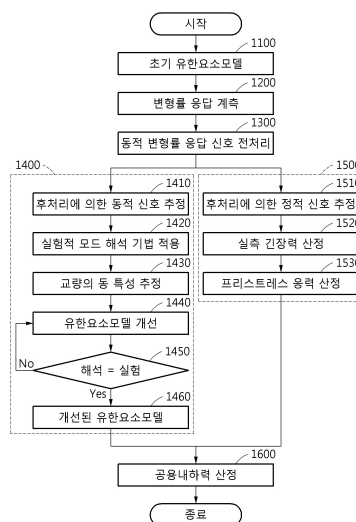 시작
1100
초기 유한요소모델
1200
변형률 응답 계측
1300
동적 변형률 응답 신호 전처리
1400
1410
후처리에 의한 동적 신호 추정
1420
실험적 모드 해석 기법 적용
1430
교량의 동 특성 추정
1440
유한요소모델 개선
1450
No
해석 = 실험
Yes
1460
개선된 유한요소모델
1500
1510
후처리에 의한 정적 신호 추정
1520
실측 긴장력 산정
1530
프리스트레스 응력 산정
1600
공용내하력 산정
종료